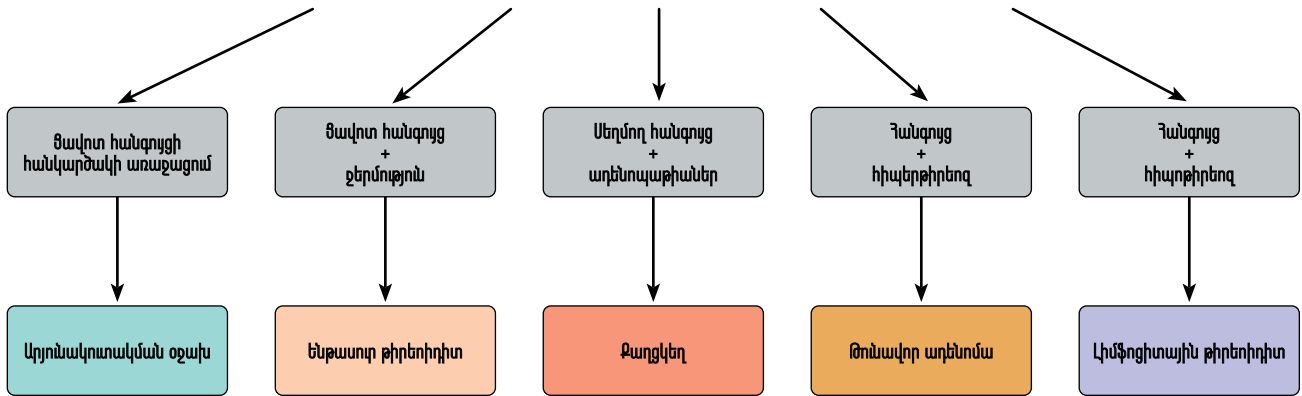 Ցավոտ հանգույցի
հանկարծակի առաջացում
Ցավոտ հանգույց
+
ջերմություն
Սեղմող հանգույց
+
ադենոպաթիաներ
Հանգույց
+
հիպերթիրեոզ
Հանգույց
+
հիպոթիրեոզ
Արյունակուտակման օջախ
Ենթասուր թիրեոիդիտ
Քաղցկեղ
Թունավոր ադենոմա
Լիմֆոցիտային թիրեոիդիտ